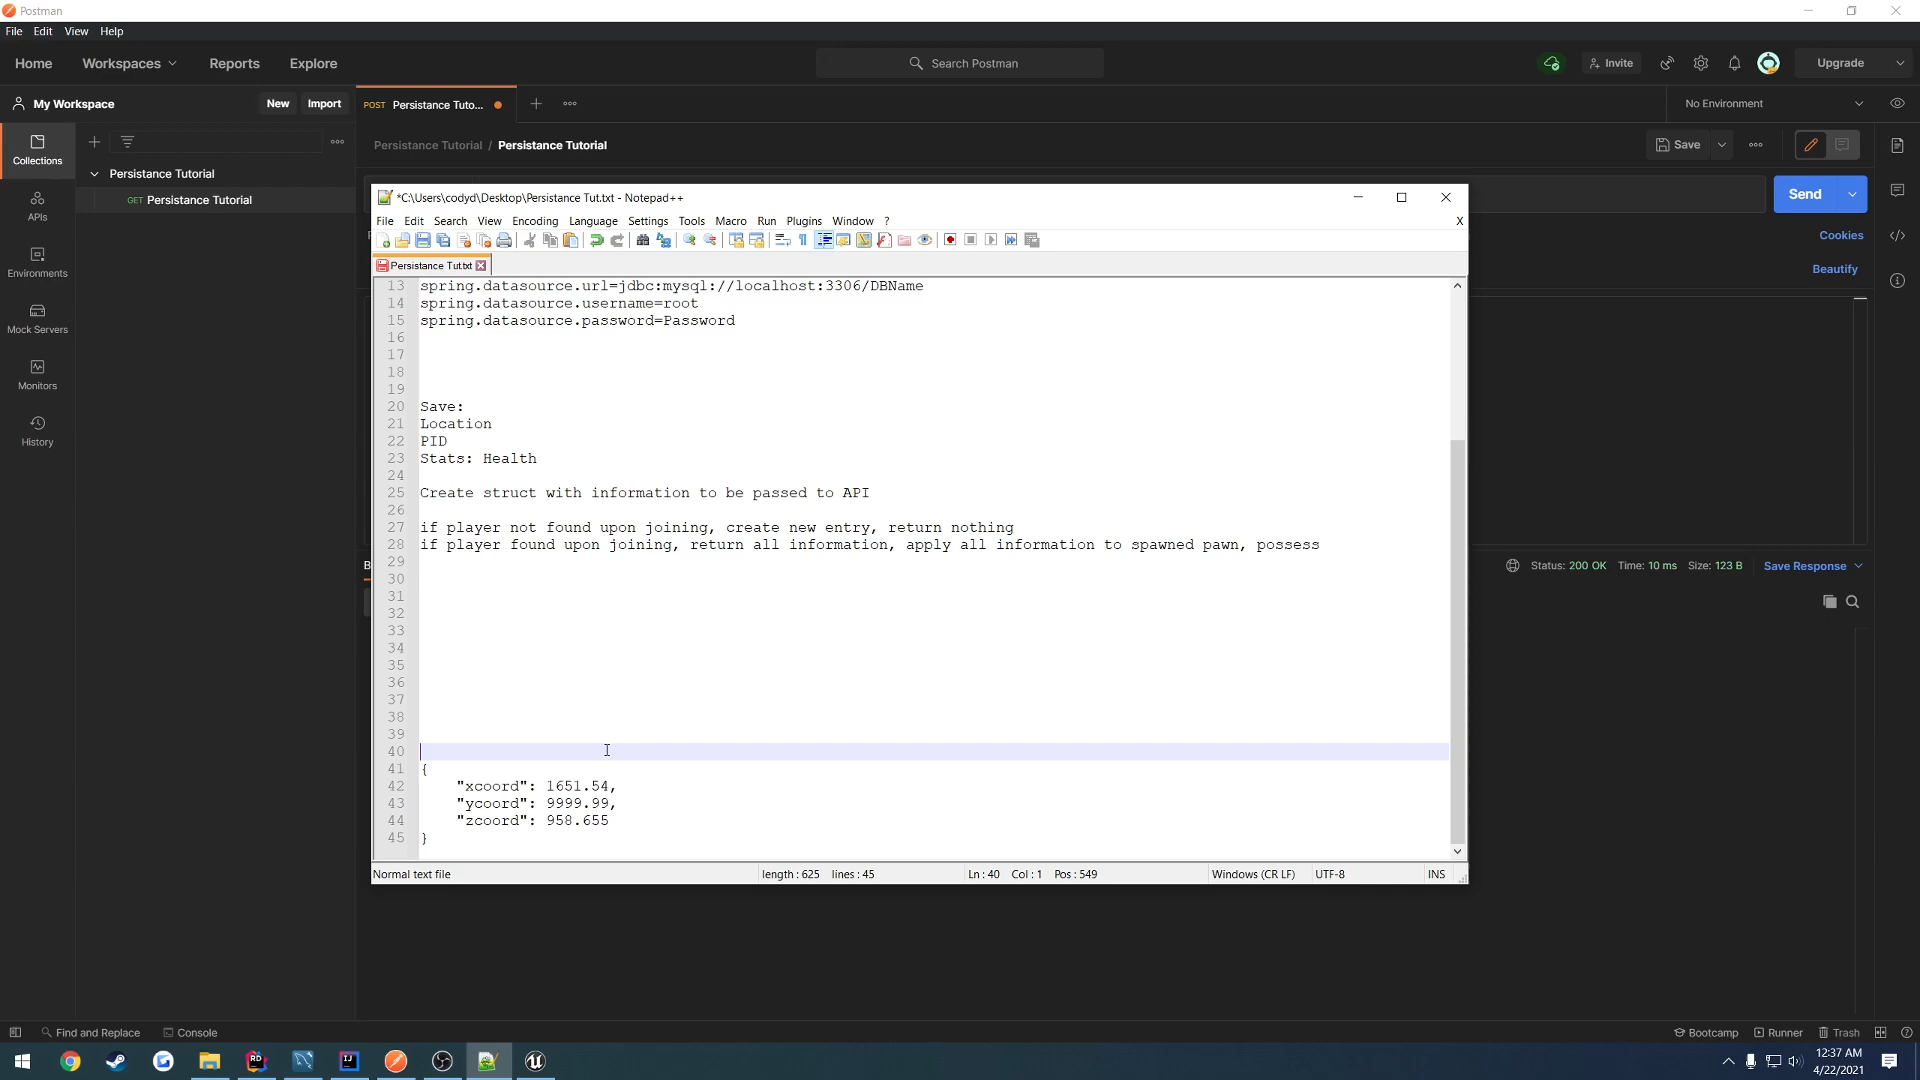 Postman
File Edit View Help
Home Workspaces Reports Explore
Search Postman
Invite
Upgrade
My Workspace
New Import
POST Persistance Tuto...
No Environment
Collections
APIs
Environments
Mock Servers
Monitors
History
Persistance Tutorial
GET Persistance Tutorial
Persistance Tutorial / Persistance Tutorial
Save
Send
Cookies
Beautify
*C:\Users\codyd\Desktop\Persistance Tut.txt - Notepad++
File Edit Search View Encoding Language Settings Tools Macro Run Plugins Window ? X
Persistance Tut.txt
13 spring.datasource.url=jdbc:mysql://localhost:3306/DBName
14 spring.datasource.username=root
15 spring.datasource.password=Password
16
17
18
19
20 Save:
21 Location
22 PID
23 Stats: Health
24
25 Create struct with information to be passed to API
26
27 if player not found upon joining, create new entry, return nothing
28 if player found upon joining, return all information, apply all information to spawned pawn, possess
29
30
31
32
33
34
35
36
37
38
39
40
41 {
42 "xcoord": 1651.54,
43 "ycoord": 9999.99,
44 "zcoord": 958.655
45 }
Normal text file length : 625 lines : 45 Ln : 40 Col : 1 Pos : 549 Windows (CR LF) UTF-8 INS
Status: 200 OK Time: 10 ms Size: 123 B Save Response
Find and Replace Console
Bootcamp Runner Trash
12:37 AM
4/22/2021